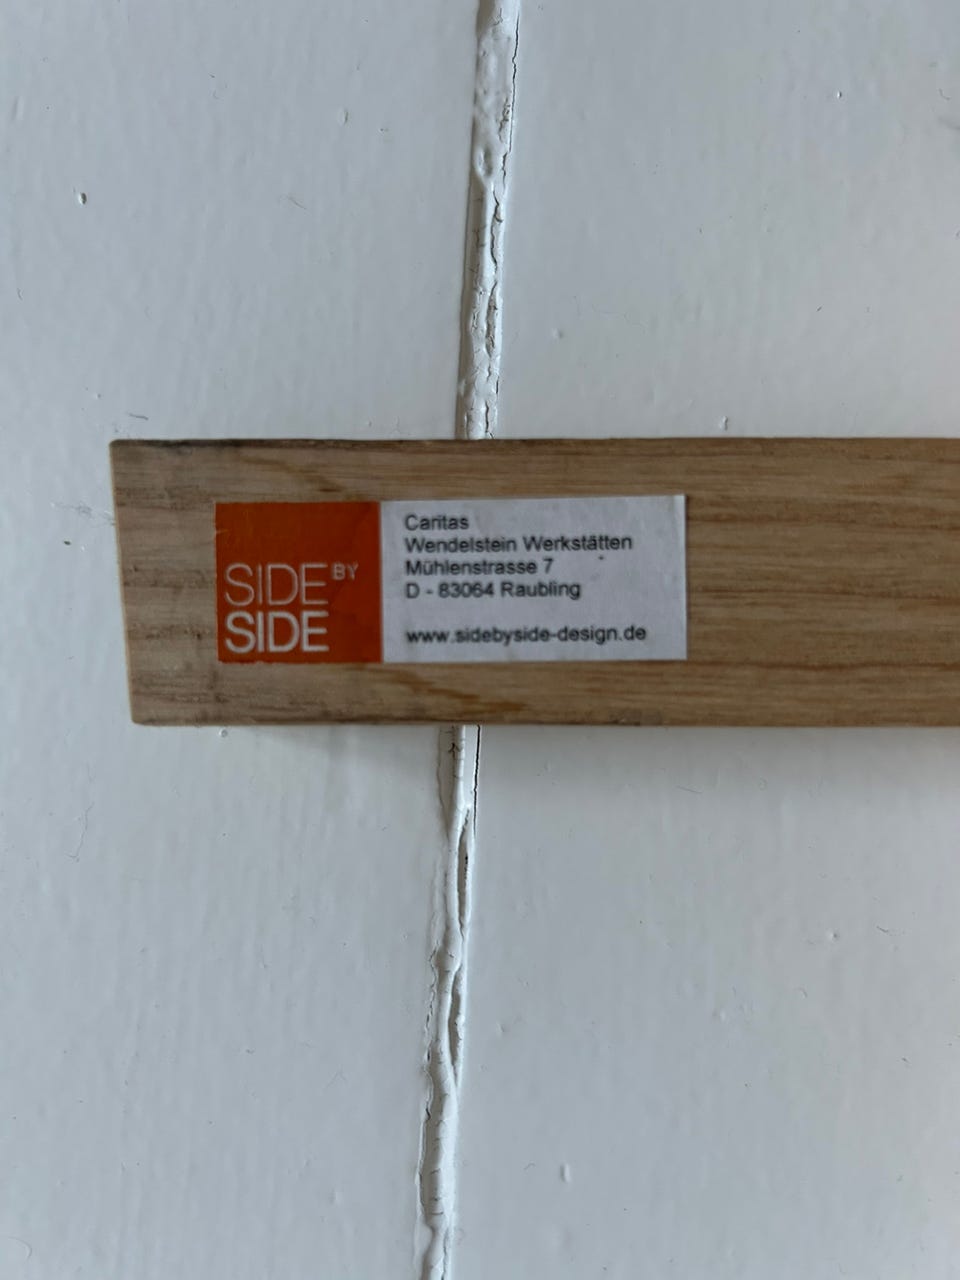 SIDE BY
SIDE
Caritas
Wendelstein Werkstätten
Mühlenstrasse 7
D - 83064 Raubling
www.sidebyside-design.de